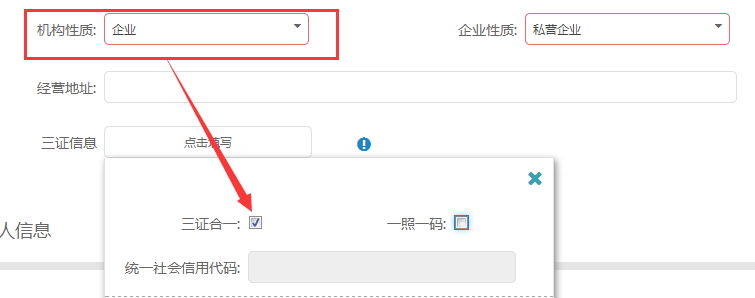 机构性质: 企业 企业性质: 私营企业
经营地址:
三证信息 点击填写
三证合一: 一照一码:
人信息
统一社会信用代码: